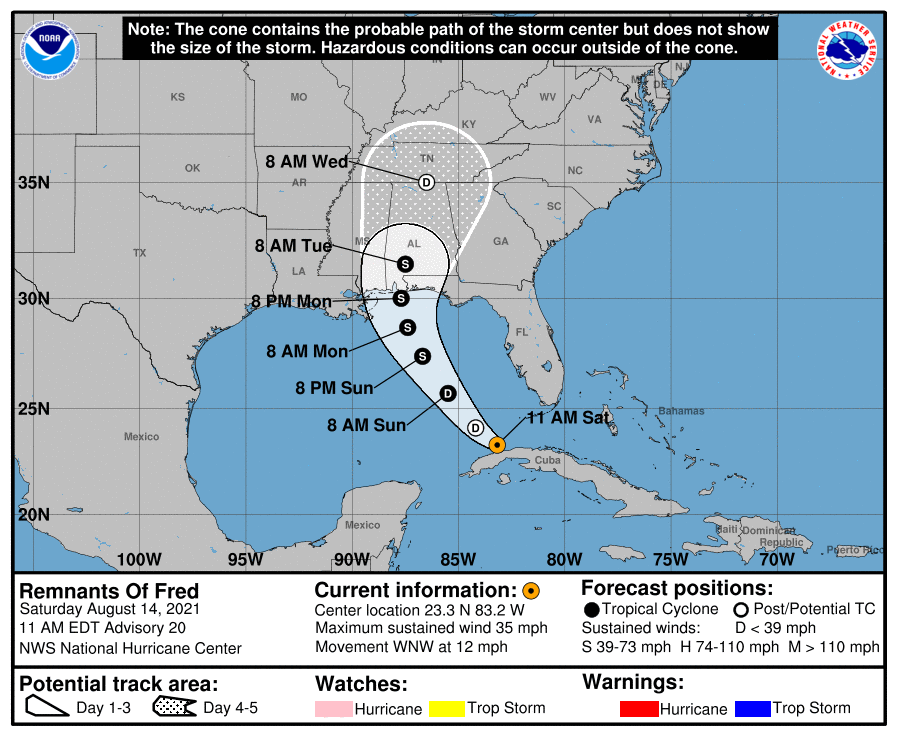 Note: The cone contains the probable path of the storm center but does not show
the size of the storm. Hazardous conditions can occur outside of the cone.
NOAA
NATIONAL WEATHER SERVICE
IN
NJ
DE
KS
MO
WV
KY
VA
8 AM Wed
TN
OK
AR
NC
35N
SC
8 AM Tue
MS
AL
GA
TX
LA
30N
8 PM Mon
FL
8 AM Mon
8 PM Sun
25N
8 AM Sun
11 AM Sat
Bahamas
Mexico
Cuba
20N
Mexico
Haiti
Dominican
Republic
Puerto Rico
100W
95W
90W
85W
80W
75W
70W
D
S
S
S
S
D
D
Remnants Of Fred
Saturday August 14, 2021
11 AM EDT Advisory 20
NWS National Hurricane Center
Current information:
Center location 23.3 N 83.2 W
Maximum sustained wind 35 mph
Movement WNW at 12 mph
Forecast positions:
Tropical Cyclone Post/Potential TC
Sustained winds: D < 39 mph
S 39-73 mph H 74-110 mph M > 110 mph
Potential track area:
Day 1-3 Day 4-5
Watches:
Hurricane Trop Storm
Warnings:
Hurricane Trop Storm